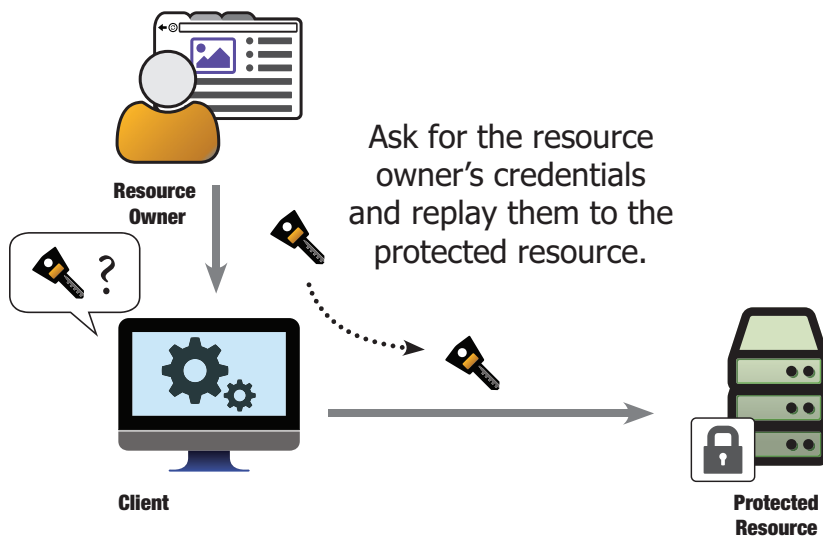 Ask for the resource
owner’s credentials
and replay them to the
protected resource.
Resource
Owner
?
Client
Protected
Resource